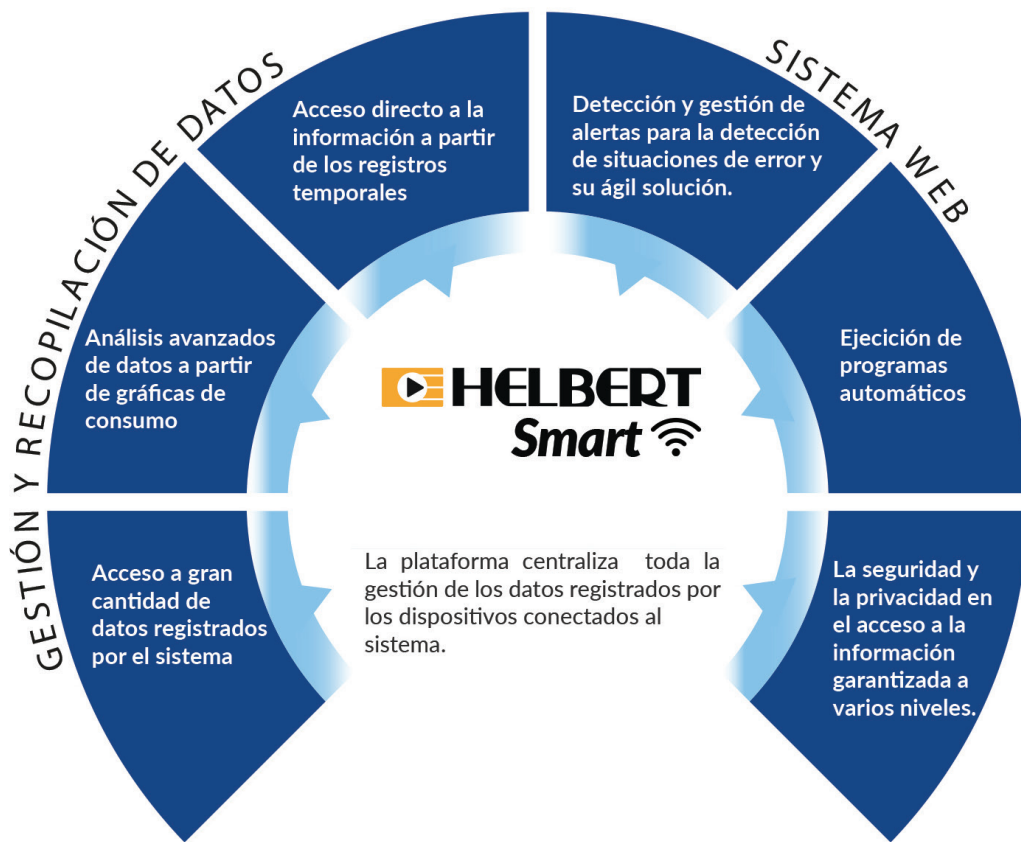 GESTIÓN Y RECOPILACIÓN DE DATOS
SISTEMA WEB
Acceso a gran
cantidad de
datos registrados
por el sistema
Análisis avanzados
de datos a partir
de gráficas de
consumo
Acceso directo a la
información a partir
de los registros
temporales
Detección y gestión de
alertas para la detección
de situaciones de error y
su ágil solución.
Ejecición de
programas
automáticos
La seguridad y
la privacidad en
el acceso a la
información
garantizada a
varios niveles.
HELBERT
Smart
La plataforma centraliza toda la
gestión de los datos registrados por
los dispositivos conectados al
sistema.